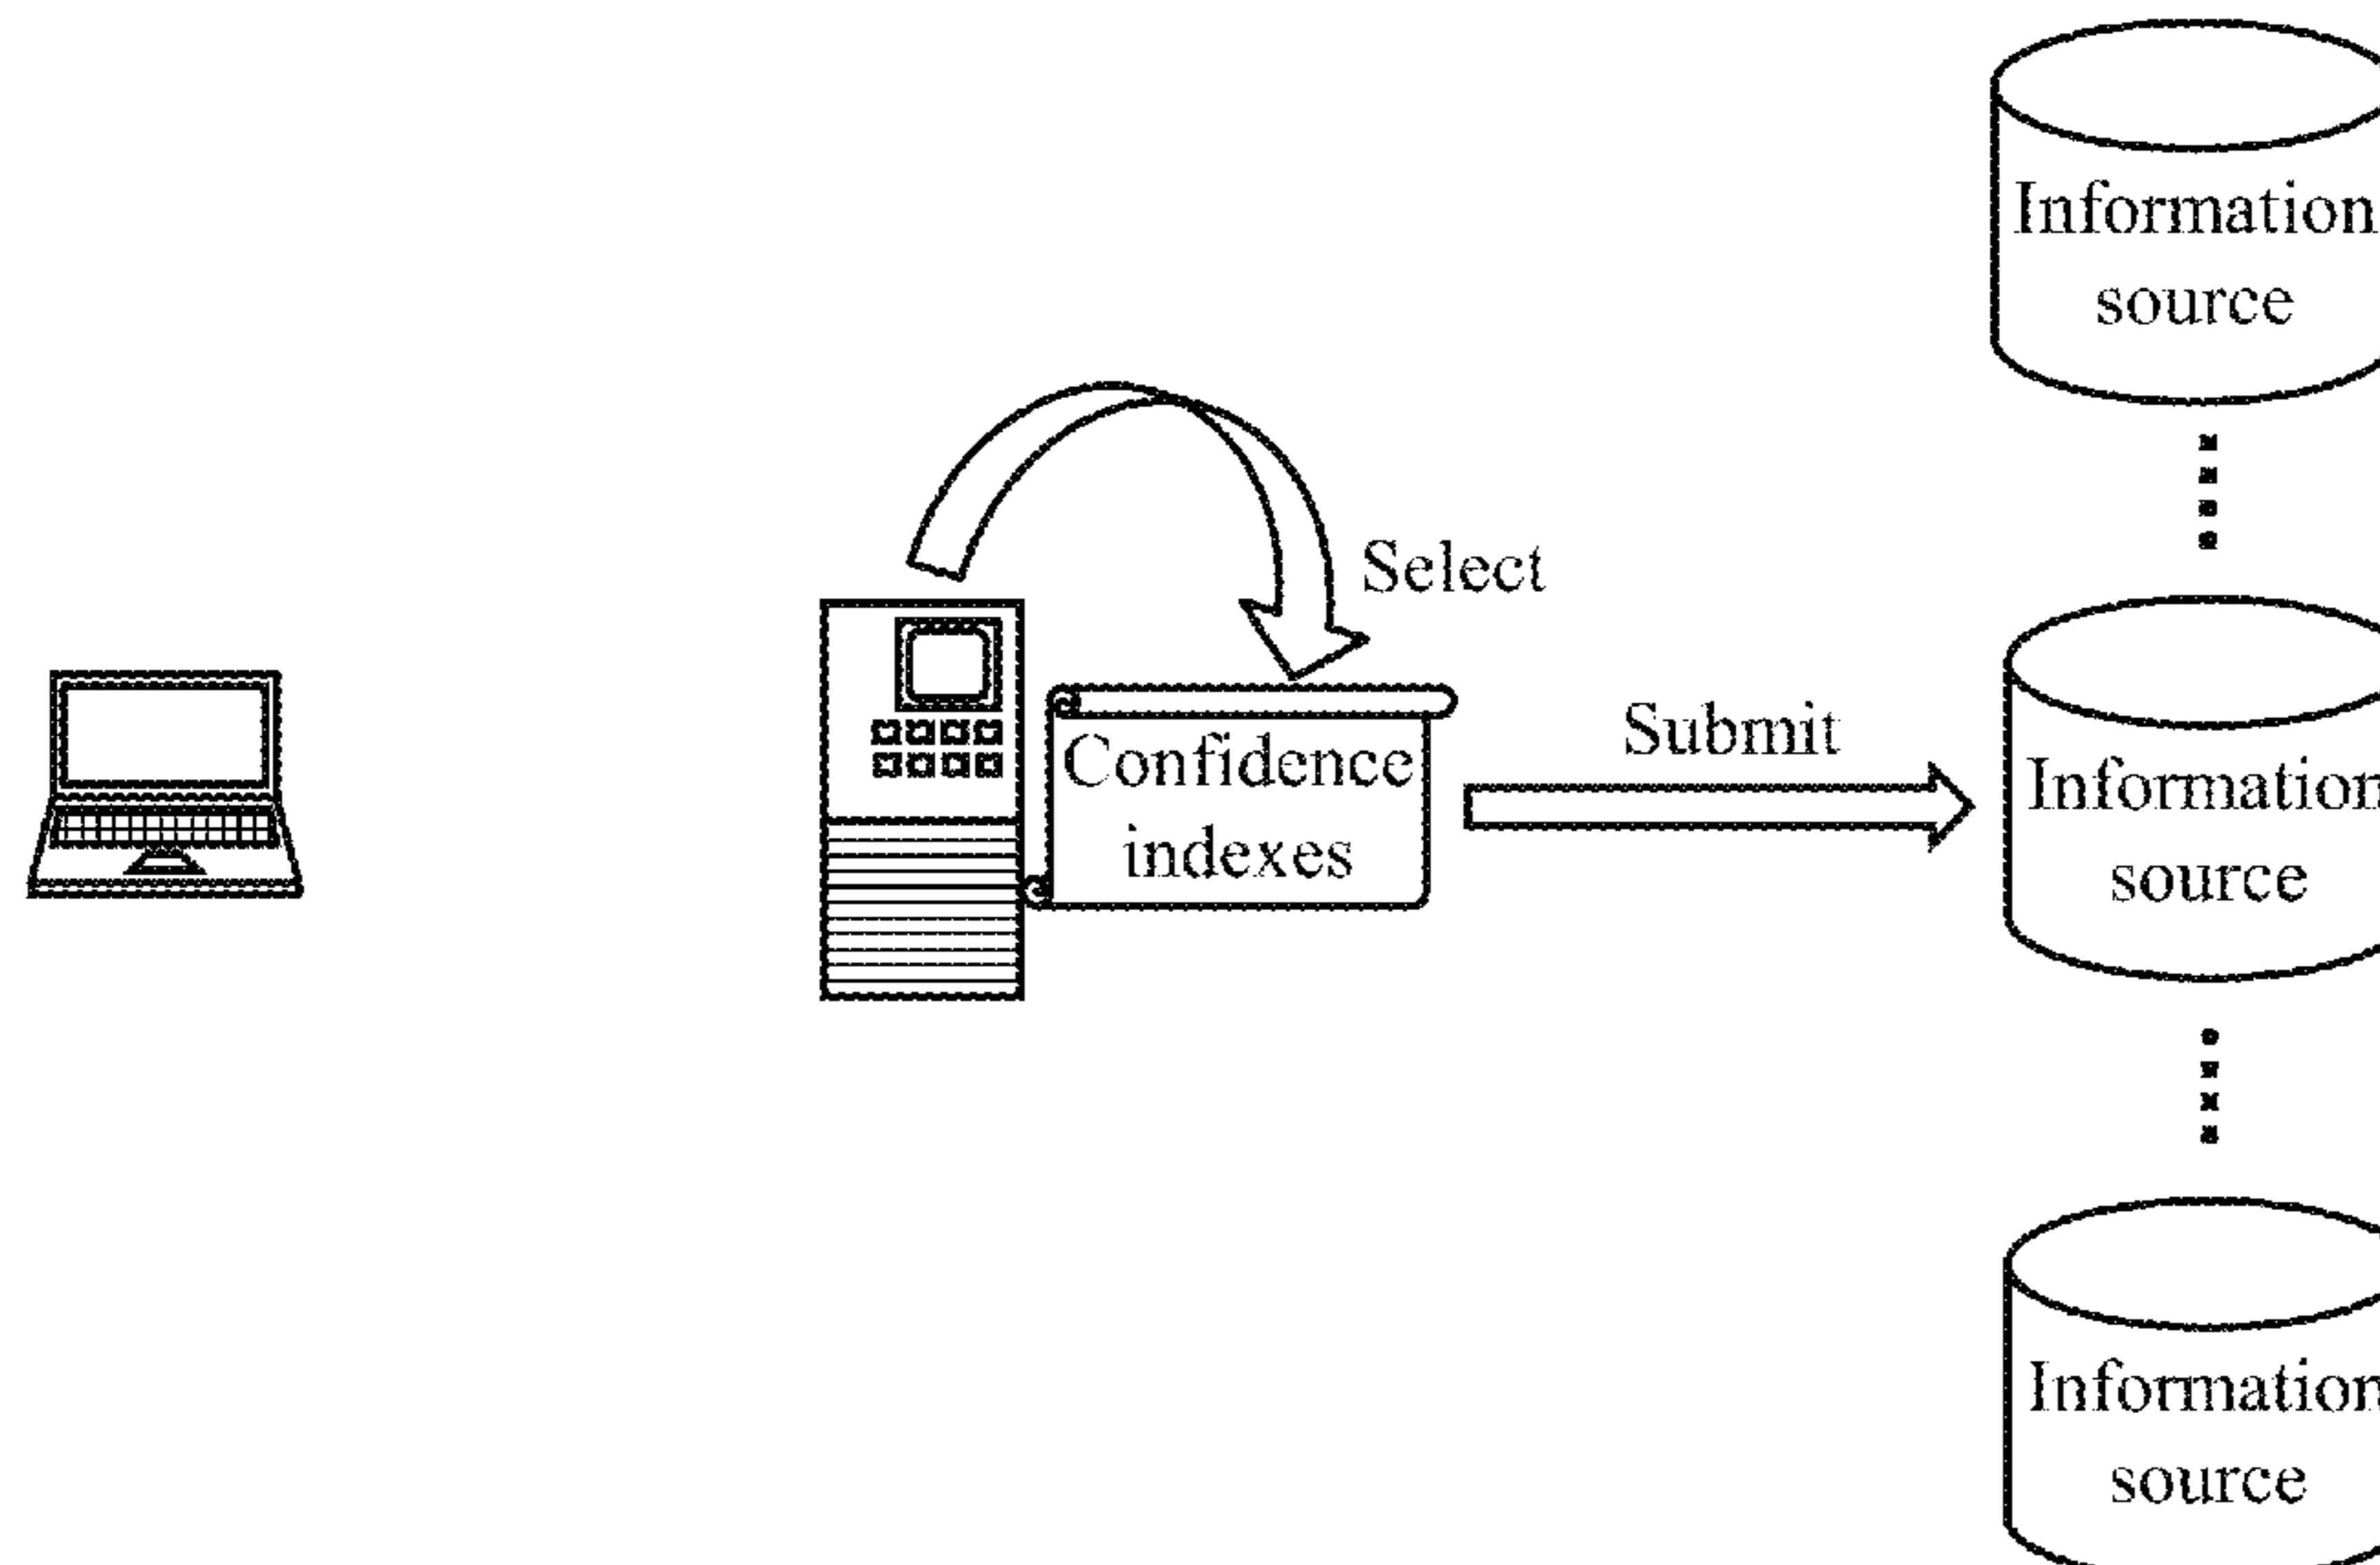 Information
source
Select
Submit
Confidence
indexes
Information
source
Information
source